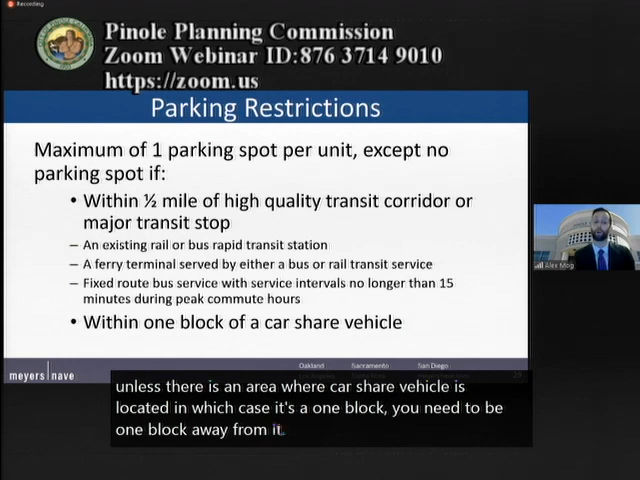 Recording
Pinole Planning Commission
Zoom Webinar ID:876 3714 9010
https://zoom.us
Parking Restrictions
Maximum of 1 parking spot per unit, except no
parking spot if:
• Within ½ mile of high quality transit corridor or
major transit stop
– An existing rail or bus rapid transit station
– A ferry terminal served by either a bus or rail transit service
– Fixed route bus service with service intervals no longer than 15
minutes during peak commute hours
• Within one block of a car share vehicle
Alex Mog
meyers | nave
Oakland Sacramento San Diego
unless there is an area where car share vehicle is
located in which case it's a one block, you need to be
one block away from it.